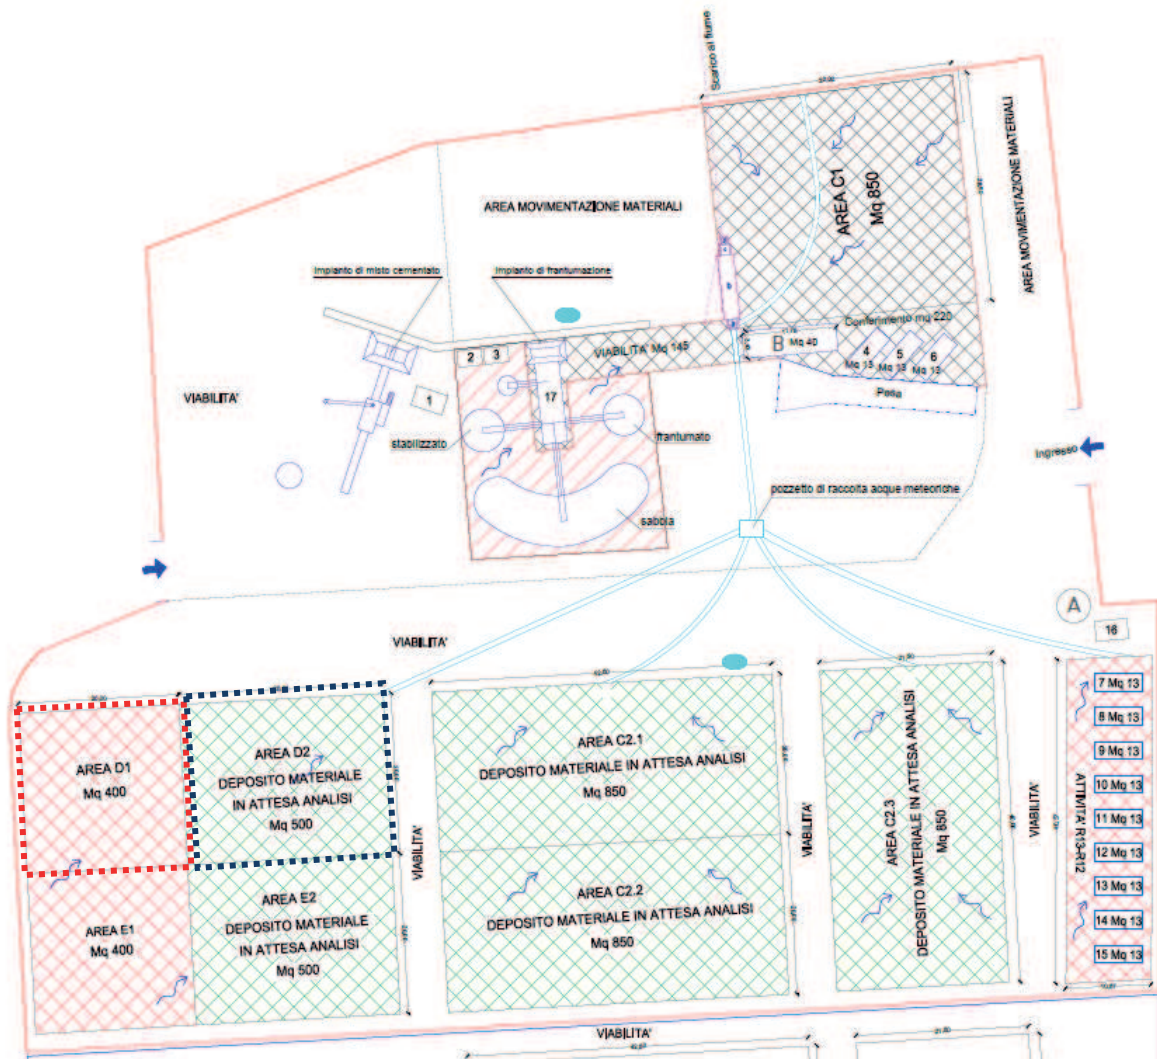 Scarico al fiume
AREA MOVIMENTAZIONE MATERIALI
AREA C1
Mq 850
AREA MOVIMENTAZIONE MATERIALI
Impianto di misto cementato
Impianto di frantumazione
Conferimento mq 220
B Mq 40
VIABILITA' Mq 145
2
3
4
Mq 13
5
Mq 13
6
Mq 13
Pesa
VIABILITA'
1
17
stabilizzato
frantumato
Ingresso
pozzetto di raccolta acque meteoriche
sabbia
A
16
VIABILITA'
AREA D1
Mq 400
AREA D2
DEPOSITO MATERIALE
IN ATTESA ANALISI
Mq 500
AREA C2.1
DEPOSITO MATERIALE IN ATTESA ANALISI
Mq 850
AREA C2.3
DEPOSITO MATERIALE IN ATTESA ANALISI
Mq 850
VIABILITA'
VIABILITA'
VIABILITA'
ATTIVITA' R13-R12
7 Mq 13
8 Mq 13
9 Mq 13
10 Mq 13
11 Mq 13
12 Mq 13
13 Mq 13
14 Mq 13
15 Mq 13
AREA E1
Mq 400
AREA E2
DEPOSITO MATERIALE
IN ATTESA ANALISI
Mq 500
AREA C2.2
DEPOSITO MATERIALE IN ATTESA ANALISI
Mq 850
VIABILITA'